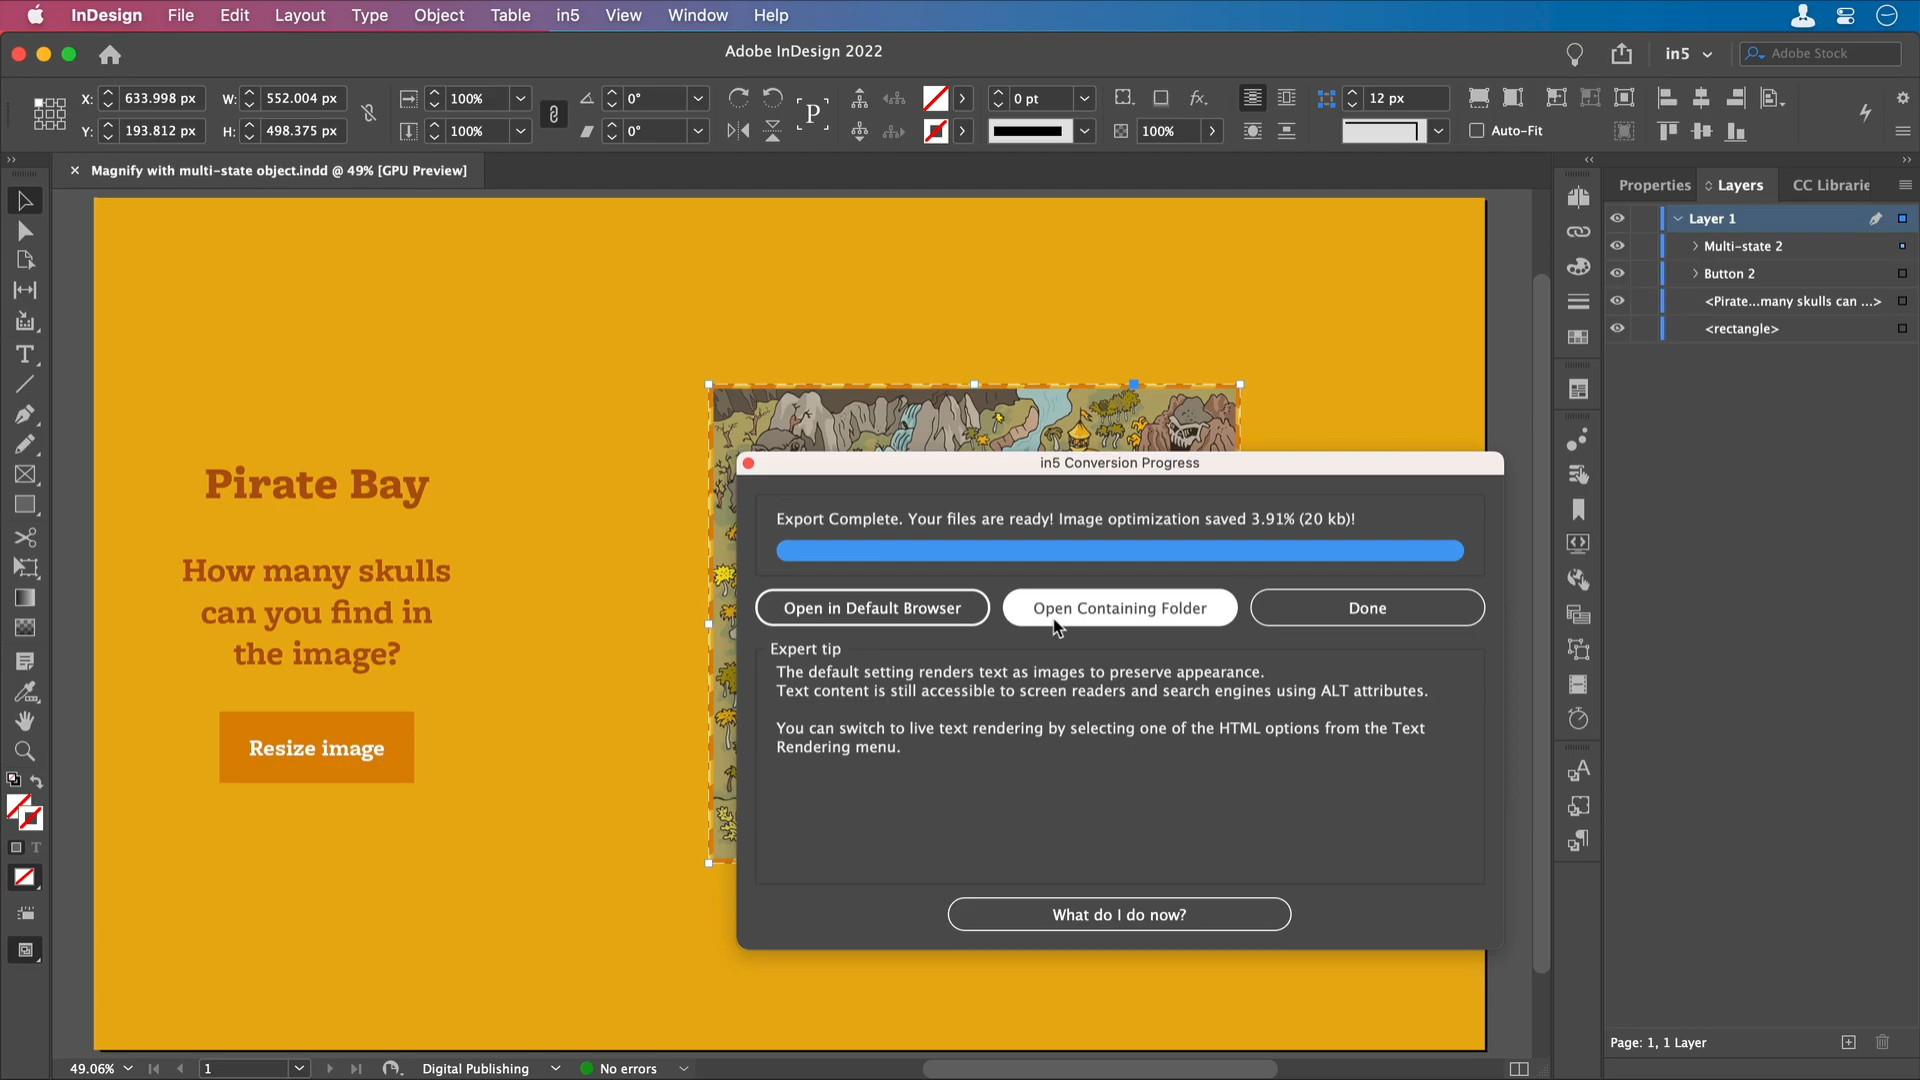 InDesign File Edit Layout Type Object Table in5 View Window Help
Adobe InDesign 2022
in5
Adobe Stock
X: 633.998 px W: 552.004 px 100% 0° 0 pt 12 px
Y: 193.812 px H: 498.375 px 100% 0° 100% Auto-Fit
Magnify with multi-state object.indd @ 49% [GPU Preview]
Properties Layers CC Librarie
Layer 1
Multi-state 2
Button 2
<Pirate...many skulls can ...>
<rectangle>
Pirate Bay
How many skulls
can you find in
the image?
Resize image
in5 Conversion Progress
Export Complete. Your files are ready! Image optimization saved 3.91% (20 kb)!
Open in Default Browser Open Containing Folder Done
Expert tip
The default setting renders text as images to preserve appearance.
Text content is still accessible to screen readers and search engines using ALT attributes.
You can switch to live text rendering by selecting one of the HTML options from the Text
Rendering menu.
What do I do now?
Page: 1, 1 Layer
49.06% 1 Digital Publishing No errors